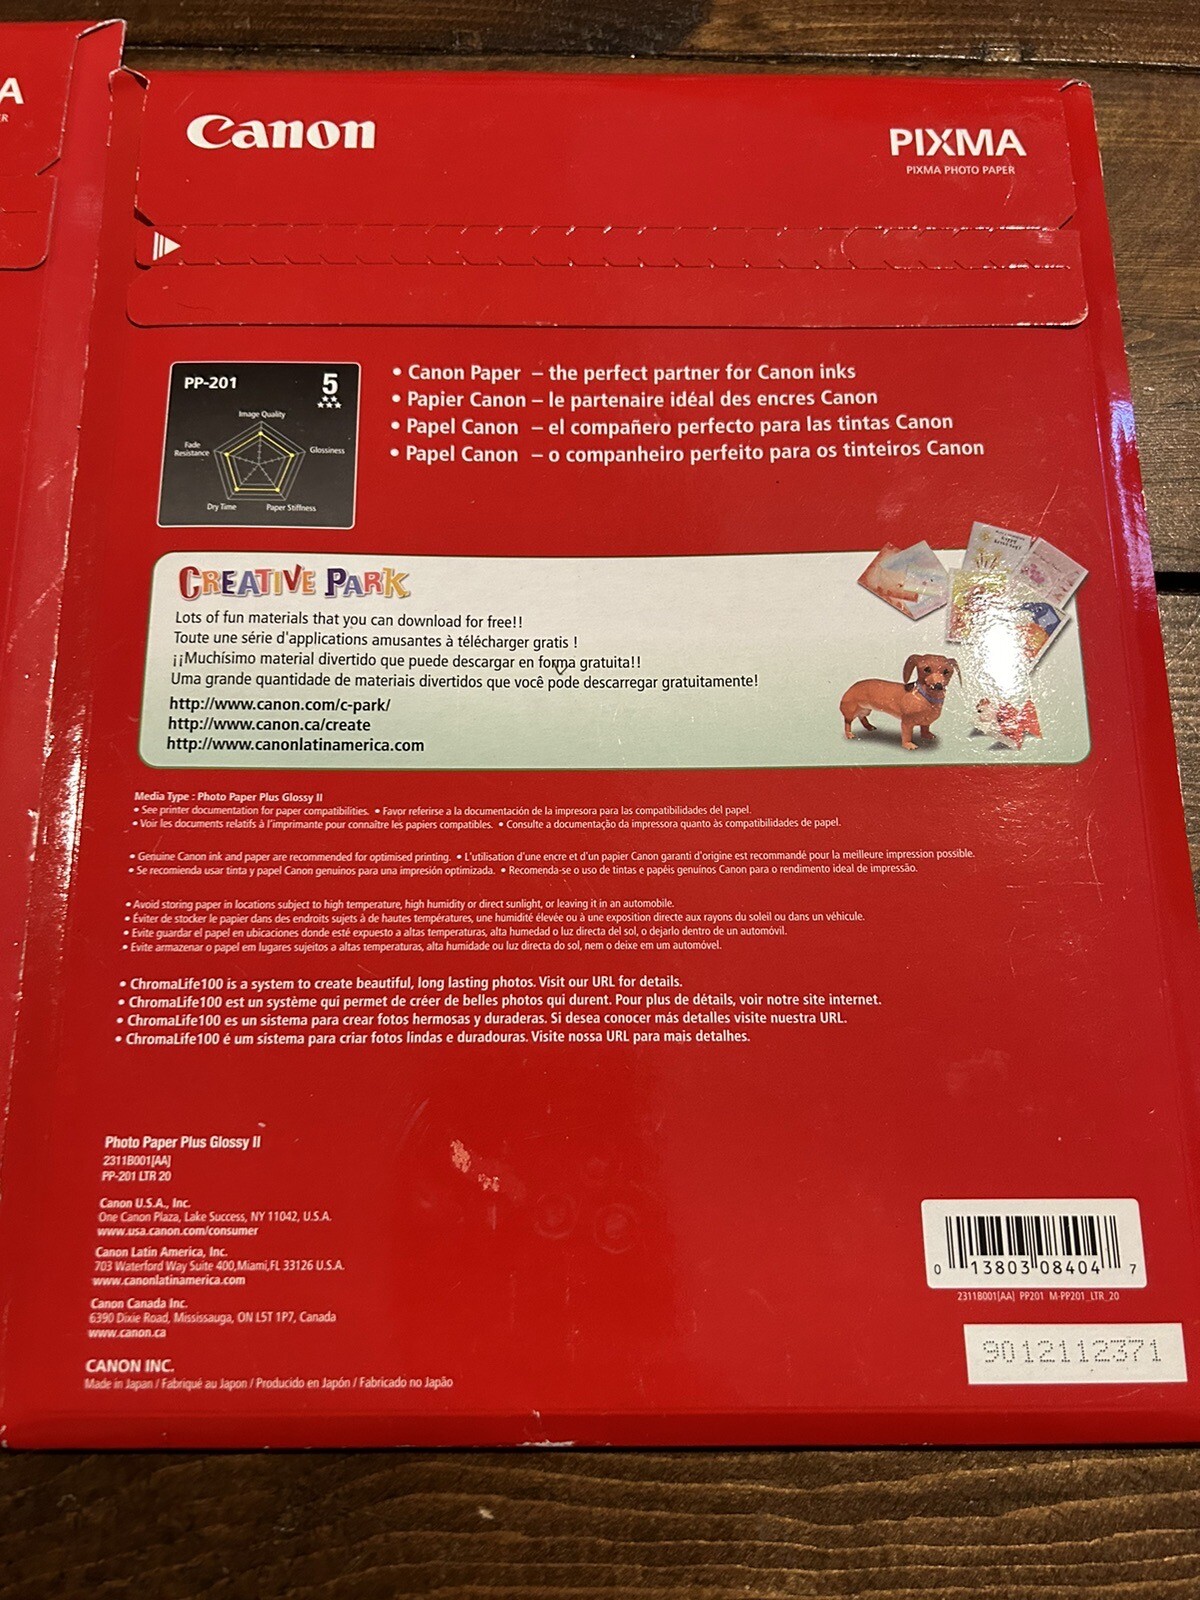 A
R
Canon
PIXMA
PIXMA PHOTO PAPER
PP-201
5
Image Quality
Fade Resistance
Glossiness
Dry Time
Paper Stiffness
• Canon Paper – the perfect partner for Canon inks
• Papier Canon – le partenaire idéal des encres Canon
• Papel Canon – el compañero perfecto para las tintas Canon
• Papel Canon – o companheiro perfeito para os tinteiros Canon
CREATIVE PARK
Lots of fun materials that you can download for free!!
Toute une série d'applications amusantes à télécharger gratis !
¡¡Muchísimo material divertido que puede descargar en forma gratuita!!
Uma grande quantidade de materiais divertidos que você pode descarregar gratuitamente!
http://www.canon.com/c-park/
http://www.canon.ca/create
http://www.canonlatinamerica.com
Media Type : Photo Paper Plus Glossy II
• See printer documentation for paper compatibilities. • Favor referirse a la documentación de la impresora para las compatibilidades del papel.
• Voir les documents relatifs à l'imprimante pour connaître les papiers compatibles. • Consulte a documentação da impressora quanto às compatibilidades de papel.
• Genuine Canon ink and paper are recommended for optimised printing. • L'utilisation d'une encre et d'un papier Canon garanti d'origine est recommandé pour la meilleure impression possible.
• Se recomienda usar tinta y papel Canon genuinos para una impresión optimizada. • Recomenda-se o uso de tintas e papéis genuinos Canon para o rendimento ideal de impressão.
• Avoid storing paper in locations subject to high temperature, high humidity or direct sunlight, or leaving it in an automobile.
• Éviter de stocker le papier dans des endroits sujets à de hautes températures, une humidité élevée ou à une exposition directe aux rayons du soleil ou dans un véhicule.
• Evite guardar el papel en ubicaciones donde esté expuesto a altas temperaturas, alta humedad o luz directa del sol, o dejarlo dentro de un automóvil.
• Evite armazenar o papel em lugares sujeitos a altas temperaturas, alta humidade ou luz directa do sol, nem o deixe em um automóvel.
• ChromaLife100 is a system to create beautiful, long lasting photos. Visit our URL for details.
• ChromaLife100 est un système qui permet de créer de belles photos qui durent. Pour plus de détails, voir notre site internet.
• ChromaLife100 es un sistema para crear fotos hermosas y duraderas. Si desea conocer más detalles visite nuestra URL.
• ChromaLife100 é um sistema para criar fotos lindas e duradouras. Visite nossa URL para mais detalhes.
Photo Paper Plus Glossy II
2311B001[AA]
PP-201 LTR 20
Canon U.S.A., Inc.
One Canon Plaza, Lake Success, NY 11042, U.S.A.
www.usa.canon.com/consumer
Canon Latin America, Inc.
703 Waterford Way Suite 400,Miami,FL 33126 U.S.A.
www.canonlatinamerica.com
Canon Canada Inc.
6390 Dixie Road, Mississauga, ON L5T 1P7, Canada
www.canon.ca
CANON INC.
Made in Japan / Fabriqué au Japon / Producido en Japón / Fabricado no Japão
0 13803 08404 7
2311B001[AA] PP201 M-PP201_LTR_20
9012112371